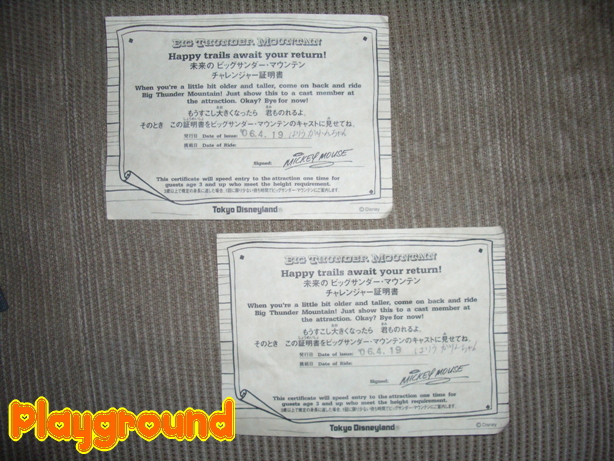 BIG THUNDER MOUNTAIN
Happy trails await your return!
未来の ビッグサンダー・マウンテン
チャレンジャー証明書
When you're a little bit older and taller, come on back and ride
Big Thunder Mountain! Just show this to a cast member at
the attraction. Okay? Bye for now!
もうすこし大きくなったら 君ものれるよ。
そのとき この証明書をビッグサンダー・マウンテンのキャストに見せてね。
発行日 Date of Issue: '06.4.19
搭乗日 Date of Ride:
Signed: MICKEY MOUSE
This certificate will speed entry to the attraction one time for
guests age 3 and up who meet the height requirement.
Tokyo Disneyland®
©Disney
BIG THUNDER MOUNTAIN
Happy trails await your return!
未来の ビッグサンダー・マウンテン
チャレンジャー証明書
When you're a little bit older and taller, come on back and ride
Big Thunder Mountain! Just show this to a cast member at
the attraction. Okay? Bye for now!
もうすこし大きくなったら 君ものれるよ。
そのとき この証明書をビッグサンダー・マウンテンのキャストに見せてね。
発行日 Date of Issue: '06.4.19
搭乗日 Date of Ride:
Signed: MICKEY MOUSE
This certificate will speed entry to the attraction one time for
guests age 3 and up who meet the height requirement.
Tokyo Disneyland®
©Disney
Playground